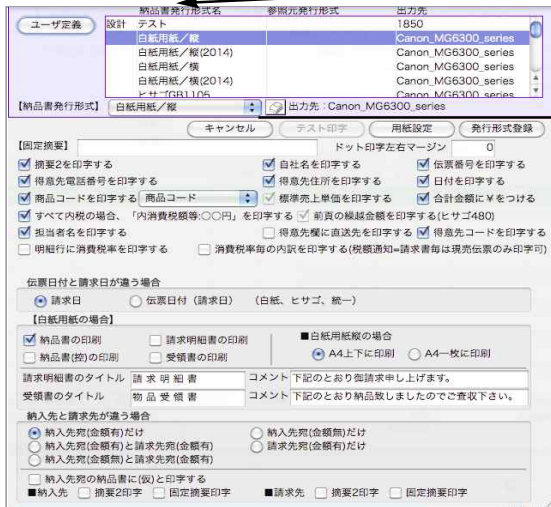 納品書発行形式名 参照元発行形式 出力先
ユーザ定義 設計 テスト 1850
白紙用紙／縦 Canon_MG6300_series
白紙用紙／縦(2014) Canon_MG6300_series
白紙用紙／横 Canon_MG6300_series
白紙用紙／横(2014) Canon_MG6300_series
ヒサゴGB1105 Canon_MG6300_series
【納品書発行形式】 白紙用紙／縦 出力先：Canon_MG6300_series
キャンセル テスト印字 用紙設定 発行形式登録
【固定摘要】 ドット印字左右マージン 0
摘要2を印字する 自社名を印字する 伝票番号を印字する
得意先電話番号を印字する 得意先住所を印字する 日付を印字する
商品コードを印字する 商品コード 標準売上単価を印字する 合計金額に￥をつける
すべて内税の場合、「内消費税額等:○○円」を印字する 前頁の繰越金額を印字する(ヒサゴ480)
担当者名を印字する 得意先欄に直送先を印字する 得意先コードを印字する
明細行に消費税率を印字する 消費税率毎の内訳を印字する(税額通知=請求書毎は現売伝票のみ印字可)
伝票日付と請求日が違う場合
請求日 伝票日付（請求日） （白紙、ヒサゴ、統一）
【白紙用紙の場合】
納品書の印刷 請求明細書の印刷 ■白紙用紙縦の場合
納品書(控)の印刷 受領書の印刷 A4上下に印刷 A4一枚に印刷
請求明細書のタイトル 請 求 明 細 書 コメント 下記のとおり御請求申し上げます。
受領書のタイトル 物 品 受 領 書 コメント 下記のとおり納品致しましたのでご査収下さい。
納入先と請求先が違う場合
納入先宛(金額有)だけ 納入先宛(金額無)だけ
納入先宛(金額有)と請求先宛(金額有) 請求先宛(金額有)だけ
納入先宛(金額無)と請求先宛(金額有)
納入先宛の納品書に(仮)と印字する
■納入先 摘要2印字 固定摘要印字 ■請求先 摘要2印字 固定摘要印字